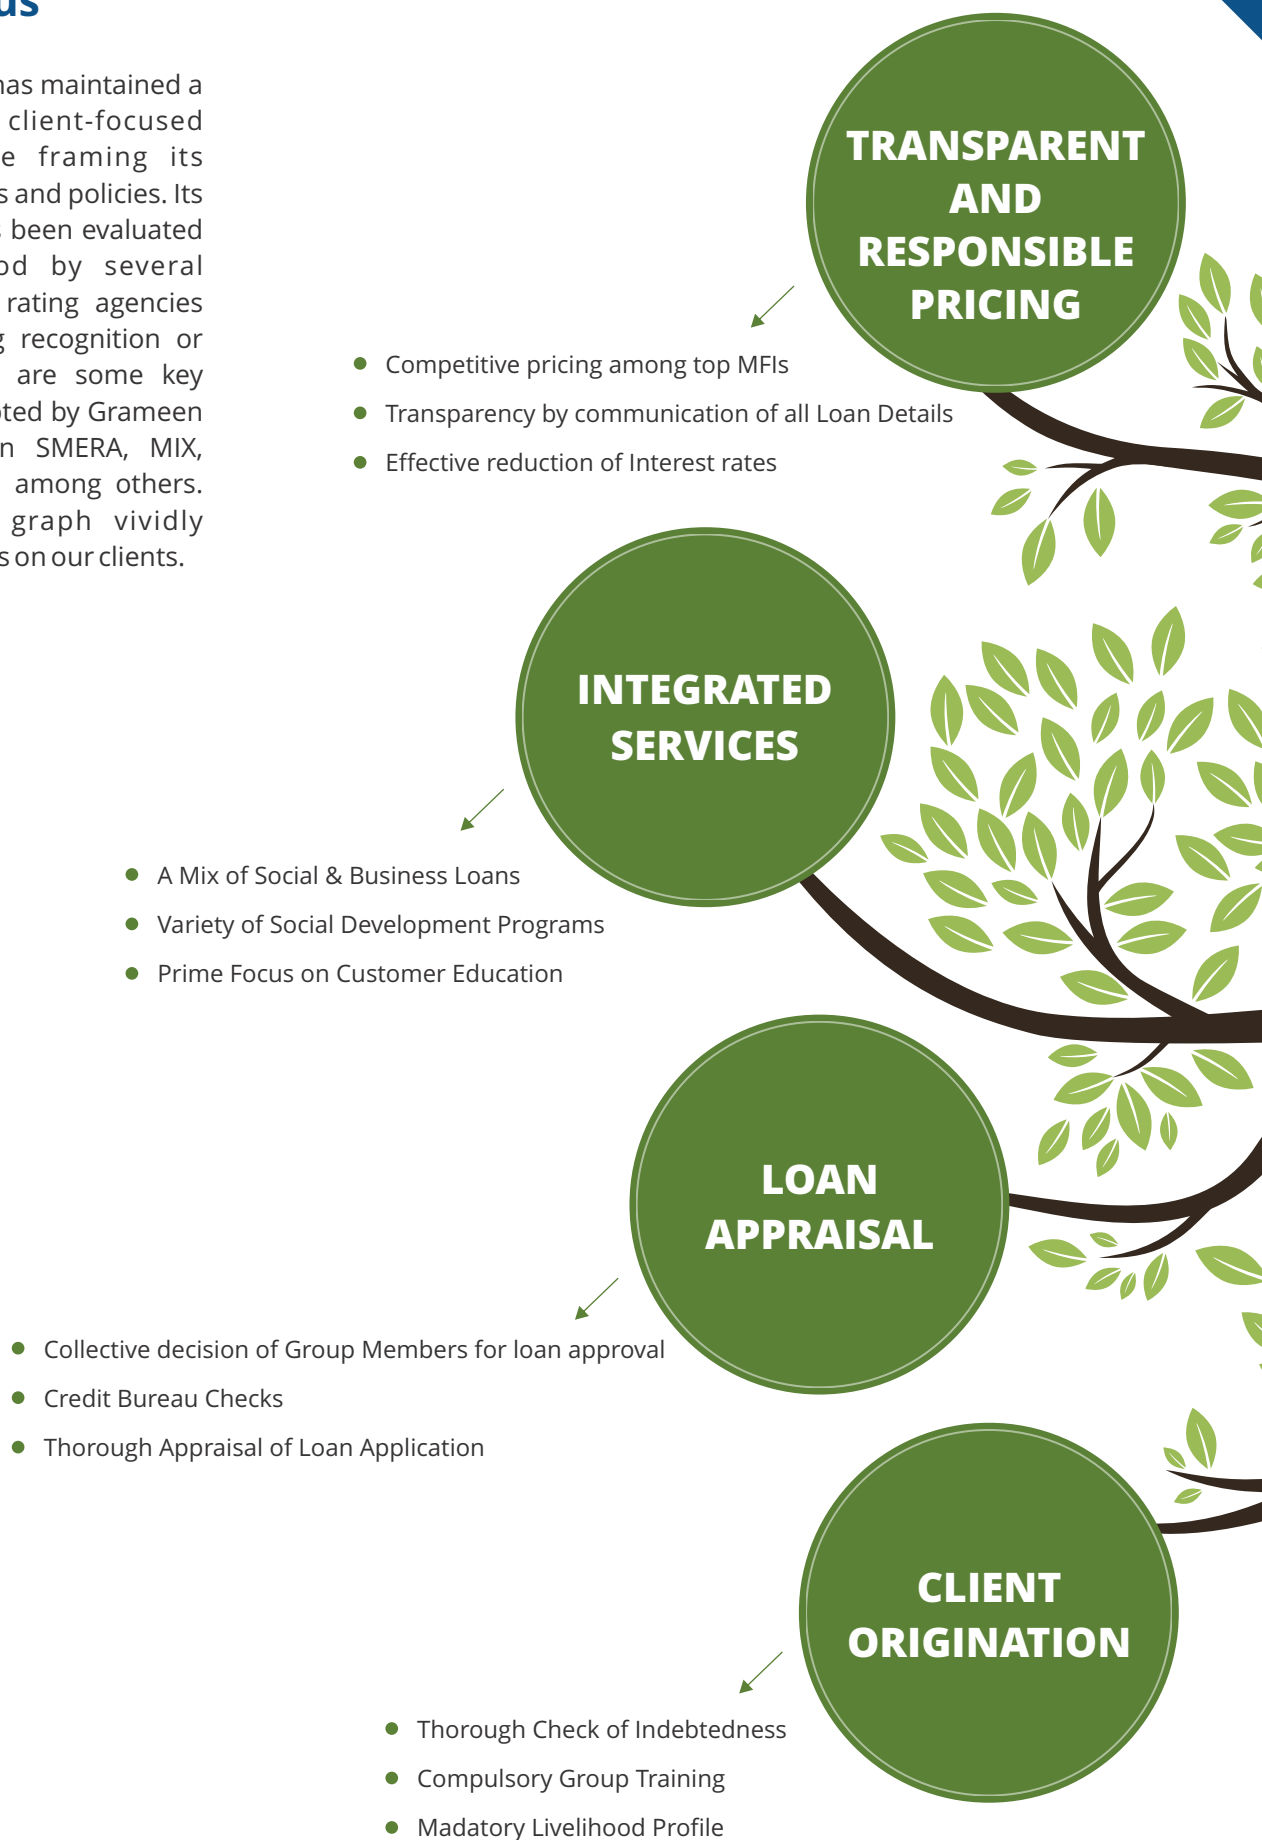 us
has maintained a
client-focused
e framing its
s and policies. Its
s been evaluated
od by several
rating agencies
g recognition or
are some key
pted by Grameen
n SMERA, MIX,
among others.
graph vividly
s on our clients.
TRANSPARENT
AND
RESPONSIBLE
PRICING
Competitive pricing among top MFIs
Transparency by communication of all Loan Details
Effective reduction of Interest rates
INTEGRATED
SERVICES
A Mix of Social & Business Loans
Variety of Social Development Programs
Prime Focus on Customer Education
LOAN
APPRAISAL
Collective decision of Group Members for loan approval
Credit Bureau Checks
Thorough Appraisal of Loan Application
CLIENT
ORIGINATION
Thorough Check of Indebtedness
Compulsory Group Training
Madatory Livelihood Profile